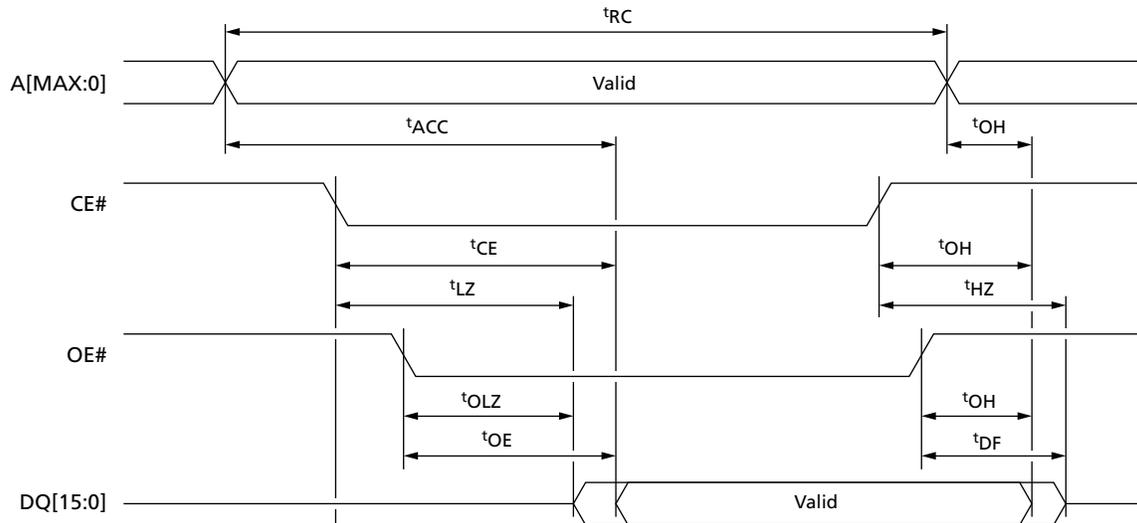 tRC
A[MAX:0]
Valid
tACC
tOH
CE#
tCE
tOH
tLZ
tHZ
OE#
tOLZ
tOH
tOE
tDF
DQ[15:0]
Valid